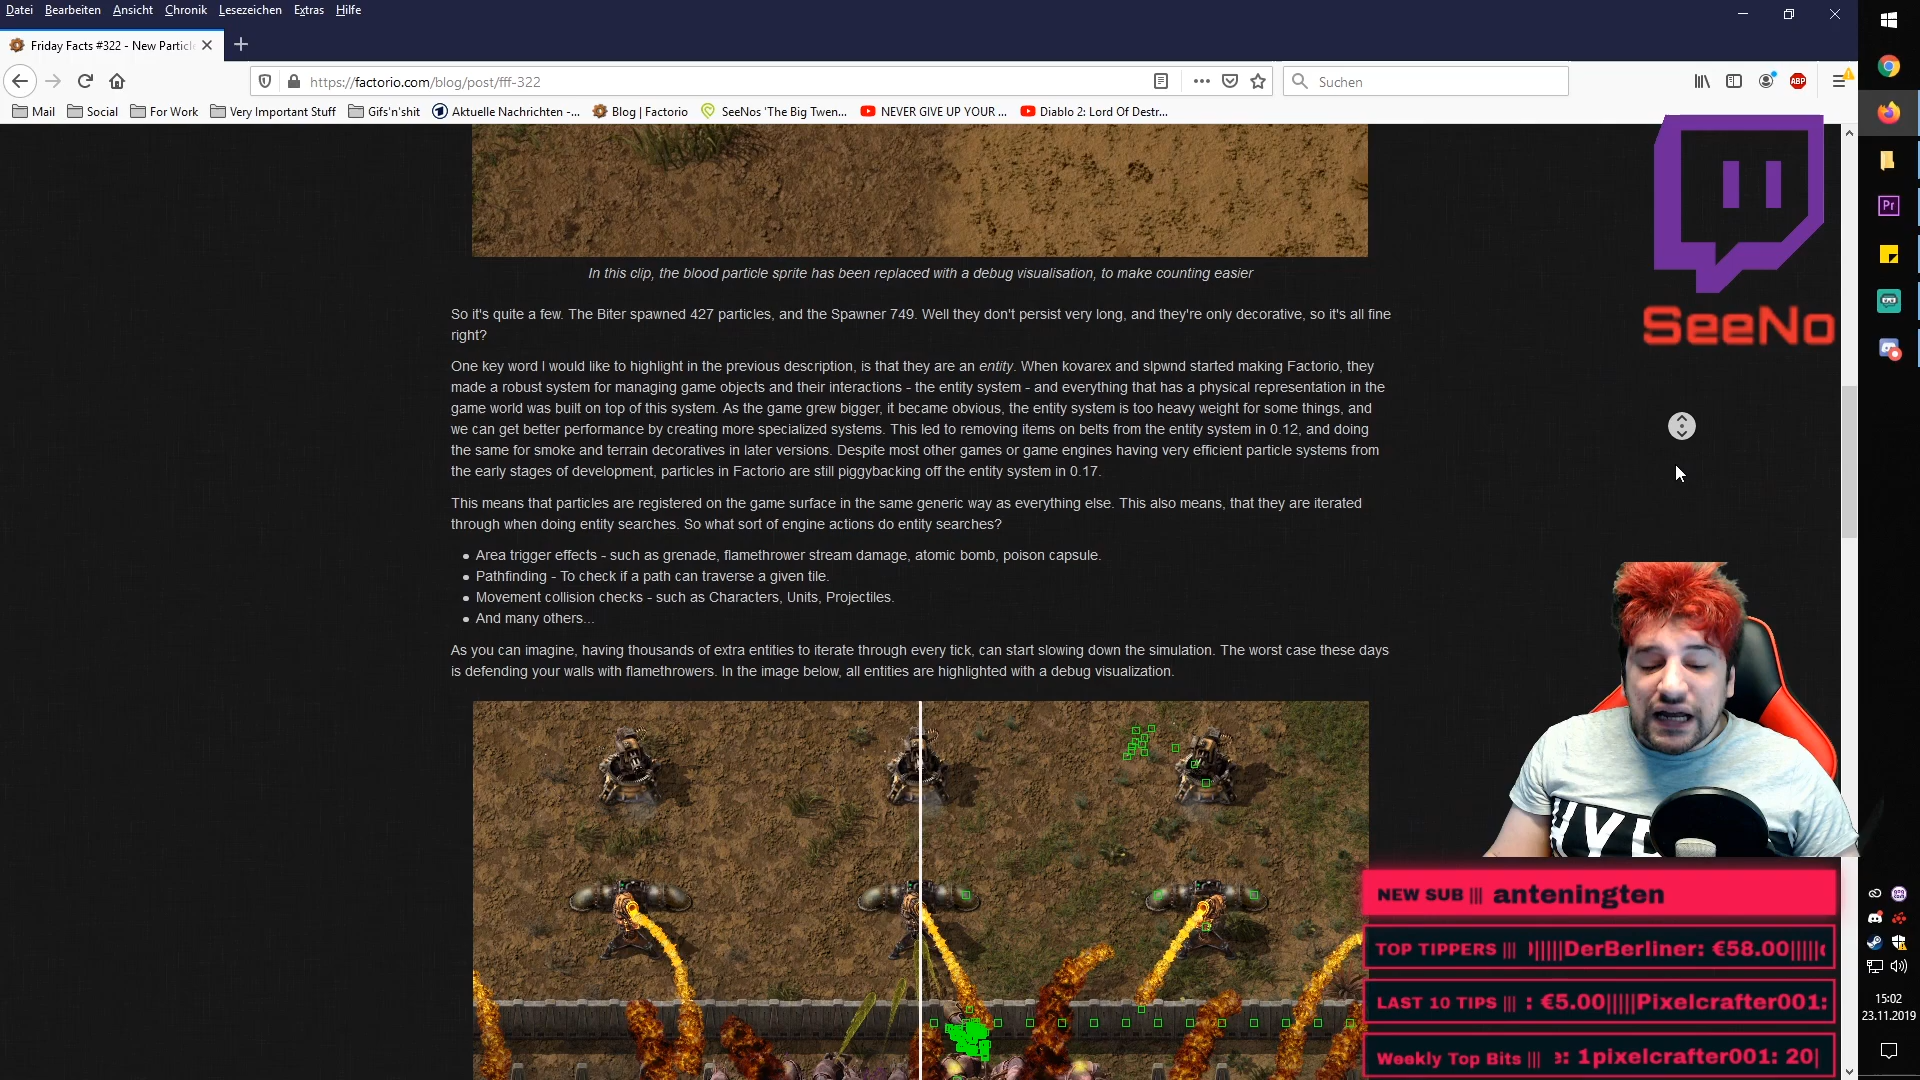 Datei Bearbeiten Ansicht Chronik Lesezeichen Extras Hilfe
Friday Facts #322 - New Particl
https://factorio.com/blog/post/fff-322
Suchen
ABP
Mail Social For Work Very Important Stuff Gifs'n'shit Aktuelle Nachrichten -... Blog | Factorio SeeNos 'The Big Twen... NEVER GIVE UP YOUR ... Diablo 2: Lord Of Destr...
In this clip, the blood particle sprite has been replaced with a debug visualisation, to make counting easier
So it's quite a few. The Biter spawned 427 particles, and the Spawner 749. Well they don't persist very long, and they're only decorative, so it's all fine
right?
One key word I would like to highlight in the previous description, is that they are an entity. When kovarex and slpwnd started making Factorio, they
made a robust system for managing game objects and their interactions - the entity system - and everything that has a physical representation in the
game world was built on top of this system. As the game grew bigger, it became obvious, the entity system is too heavy weight for some things, and
we can get better performance by creating more specialized systems. This led to removing items on belts from the entity system in 0.12, and doing
the same for smoke and terrain decoratives in later versions. Despite most other games or game engines having very efficient particle systems from
the early stages of development, particles in Factorio are still piggybacking off the entity system in 0.17.
This means that particles are registered on the game surface in the same generic way as everything else. This also means, that they are iterated
through when doing entity searches. So what sort of engine actions do entity searches?
Area trigger effects - such as grenade, flamethrower stream damage, atomic bomb, poison capsule.
Pathfinding - To check if a path can traverse a given tile.
Movement collision checks - such as Characters, Units, Projectiles.
And many others...
As you can imagine, having thousands of extra entities to iterate through every tick, can start slowing down the simulation. The worst case these days
is defending your walls with flamethrowers. In the image below, all entities are highlighted with a debug visualization.
SeeNo
Pr
HYP
NEW SUB ||| anteningten
TOP TIPPERS ||| |||||DerBerliner: €58.00|||||
LAST 10 TIPS ||| : €5.00|||||Pixelcrafter001:
Weekly Top Bits ||| : 1pixelcrafter001: 20|
15:02
23.11.2019